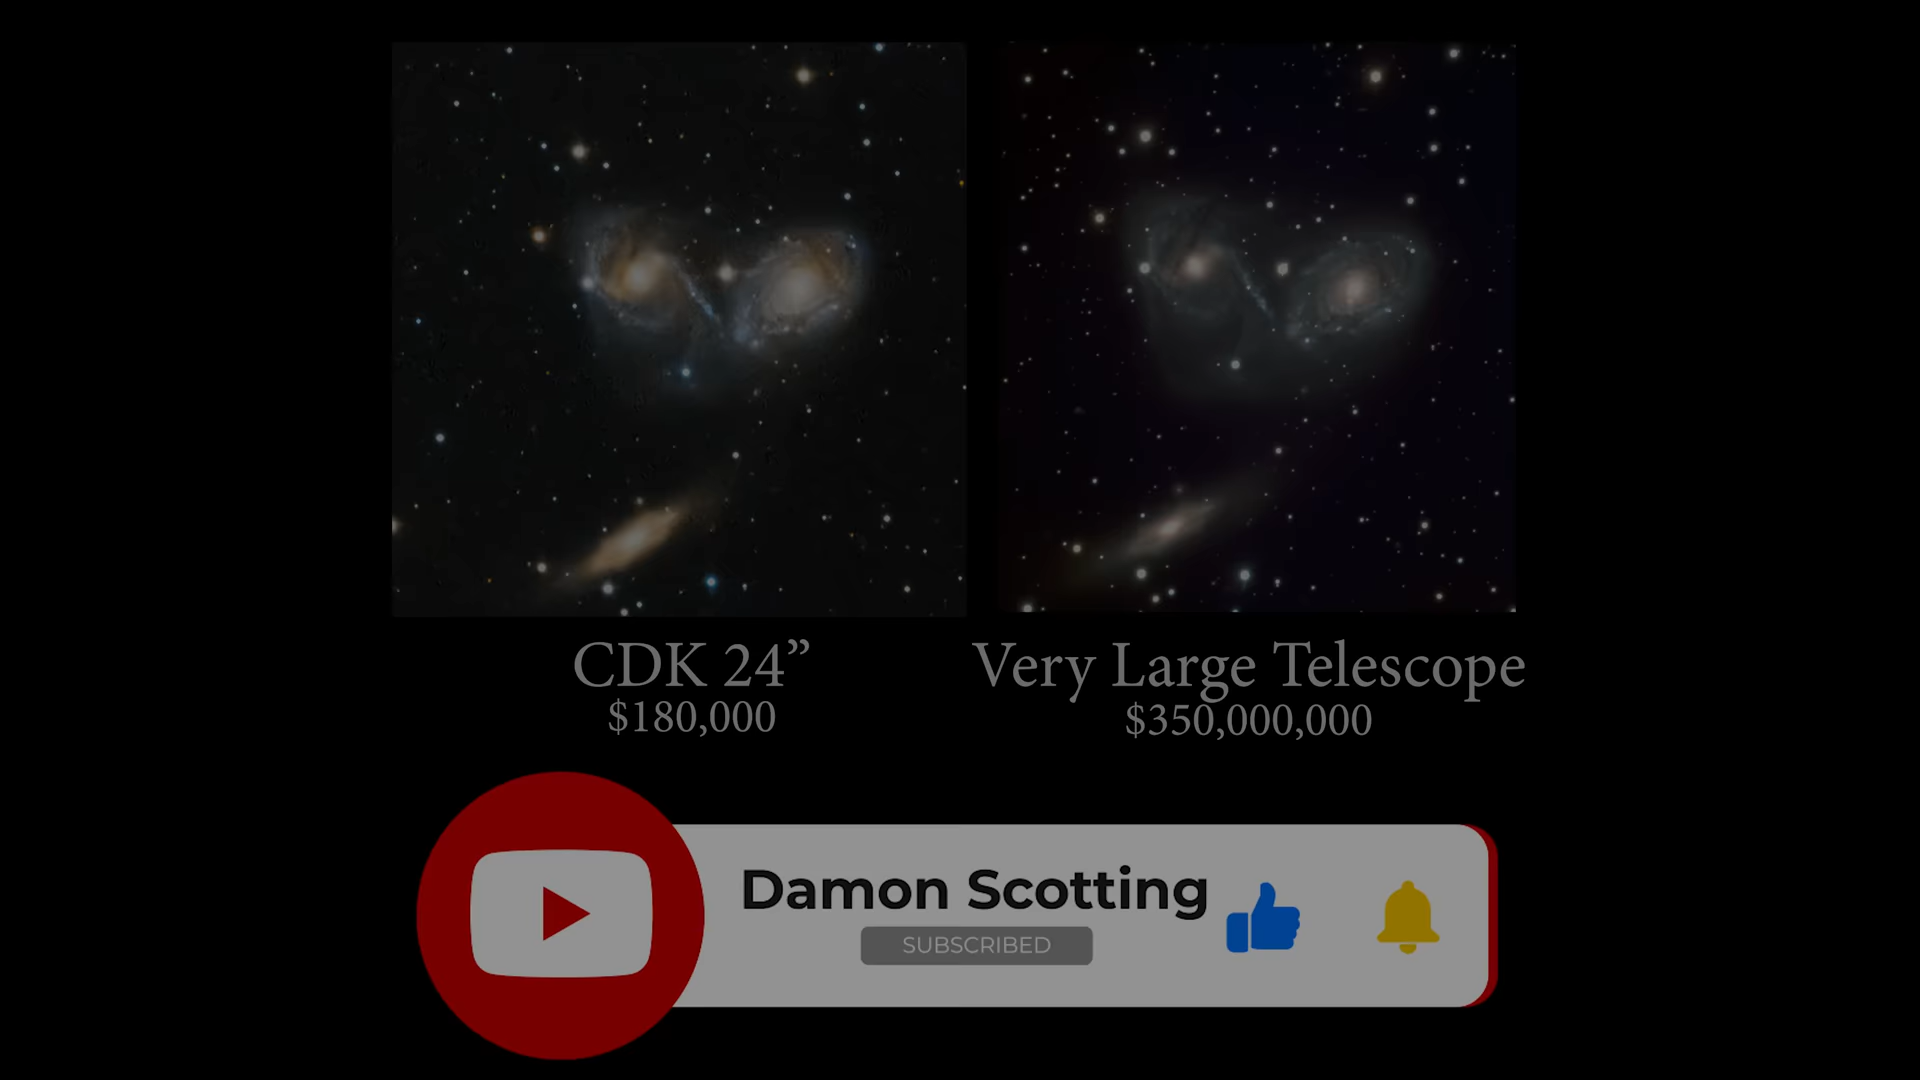 CDK 24”
$180,000
Very Large Telescope
$350,000,000
Damon Scotting
SUBSCRIBED